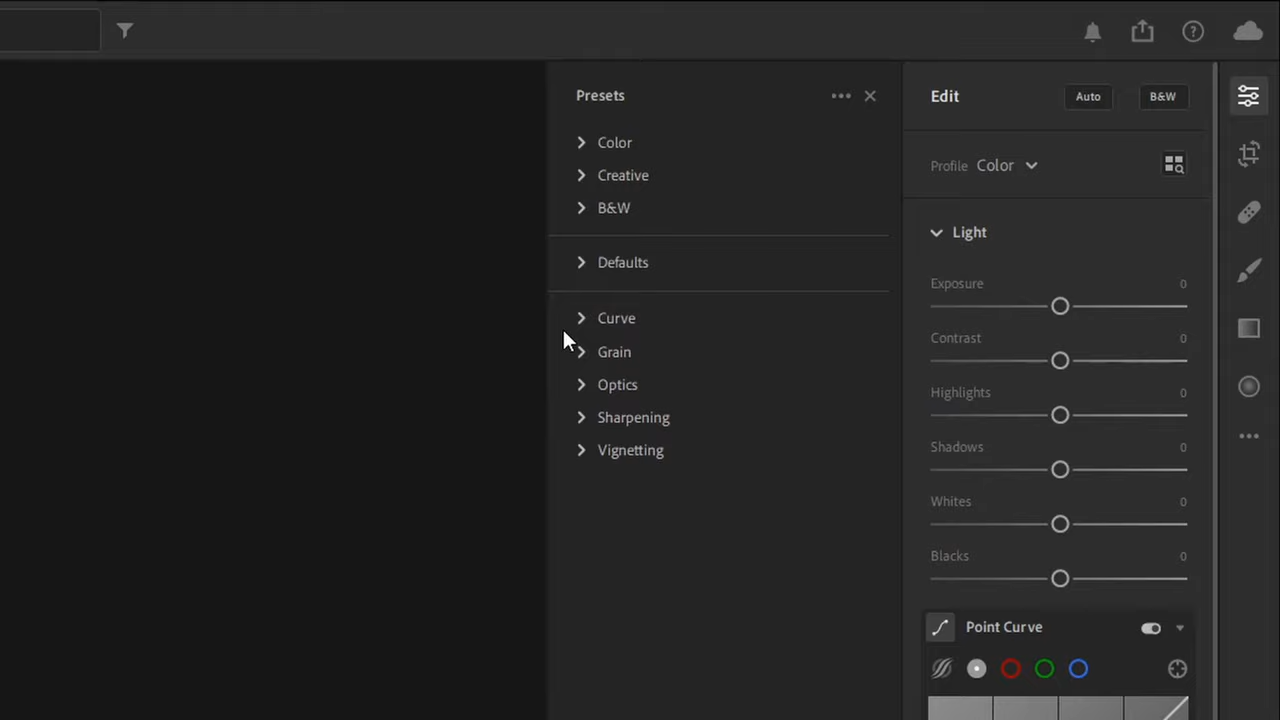 Presets
Color
Creative
B&W
Defaults
Curve
Grain
Optics
Sharpening
Vignetting
Edit
Auto
B&W
Profile Color
Light
Exposure 0
Contrast 0
Highlights 0
Shadows 0
Whites 0
Blacks 0
Point Curve